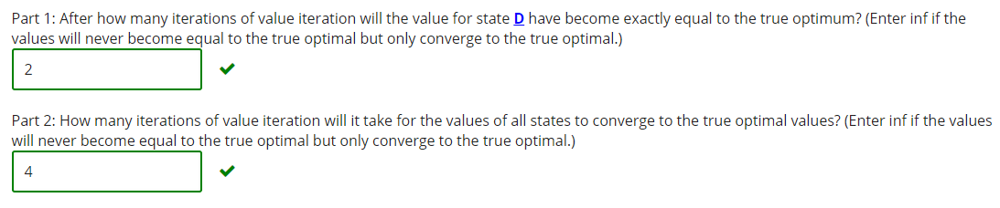 Part 1: After how many iterations of value iteration will the value for state D have become exactly equal to the true optimum? (Enter inf if the
values will never become equal to the true optimal but only converge to the true optimal.)
2
Part 2: How many iterations of value iteration will it take for the values of all states to converge to the true optimal values? (Enter inf if the values
will never become equal to the true optimal but only converge to the true optimal.)
4